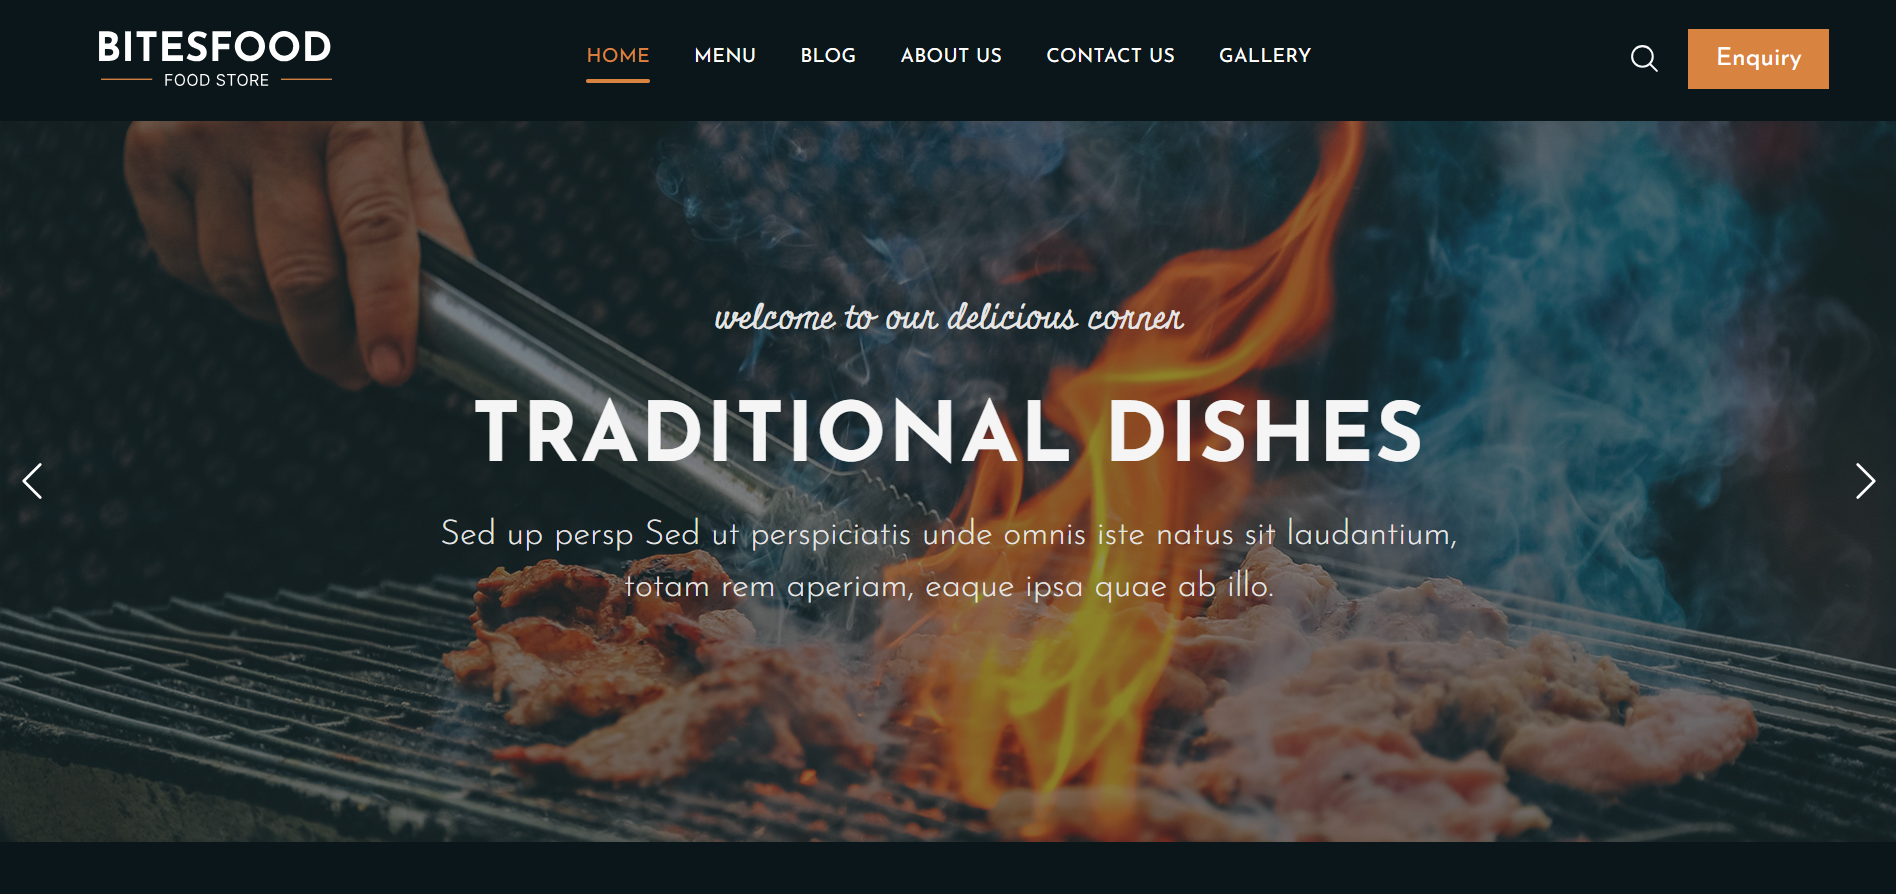 BITESFOOD
FOOD STORE
HOME MENU BLOG ABOUT US CONTACT US GALLERY
Enquiry
welcome to our delicious corner
TRADITIONAL DISHES
Sed up persp Sed ut perspiciatis unde omnis iste natus sit laudantium,
totam rem aperiam, eaque ipsa quae ab illo.